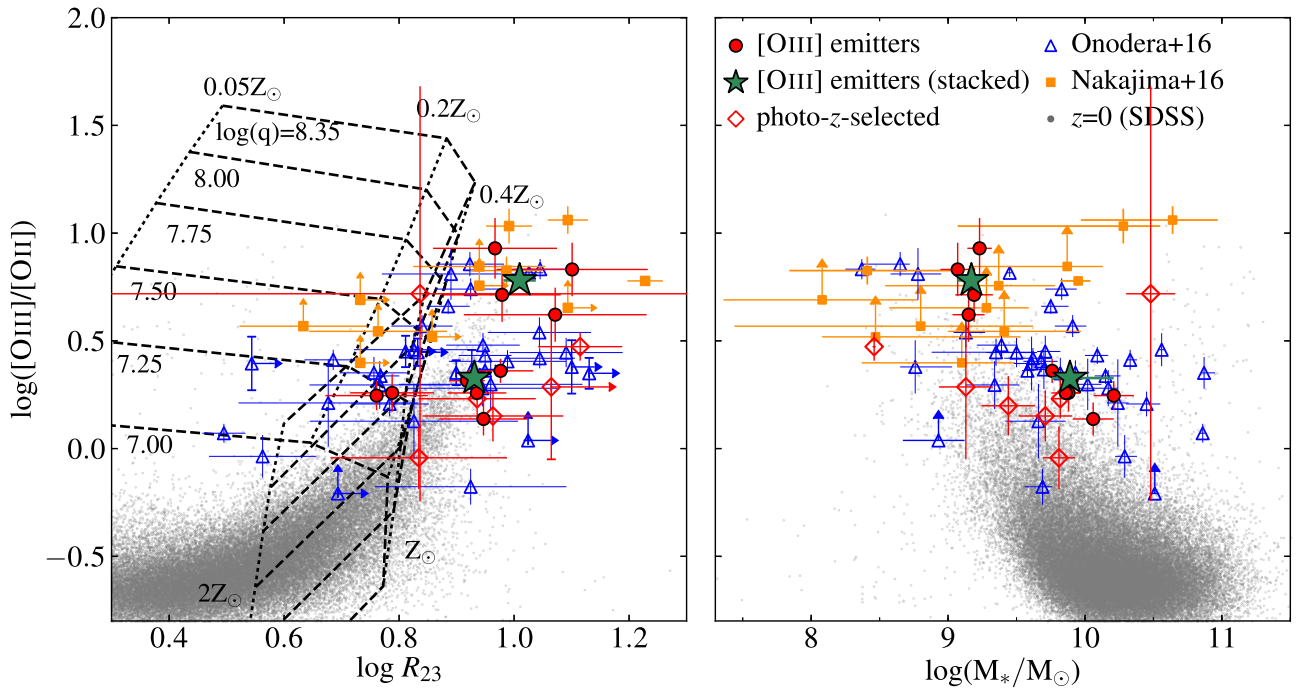 2.0
1.5
1.0
0.5
0.0
−0.5
log([OIII]/[OII])
0.05Z⊙
0.2Z⊙
log(q)=8.35
8.00
0.4Z⊙
7.75
7.50
7.25
7.00
Z⊙
2Z⊙
0.4
0.6
0.8
1.0
1.2
log R₂₃
[OIII] emitters
[OIII] emitters (stacked)
photo-z-selected
Onodera+16
Nakajima+16
z=0 (SDSS)
8
9
10
11
log(M*/M⊙)